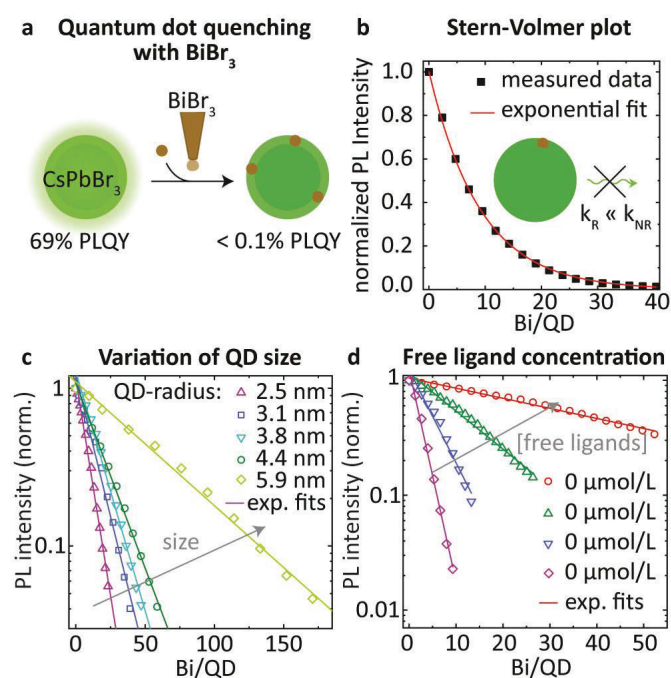 a Quantum dot quenching
with BiBr₃
BiBr₃
CsPbBr₃
69% PLQY
< 0.1% PLQY
b Stern-Volmer plot
normalized PL Intensity
1.0
0.8
0.6
0.4
0.2
0
measured data
exponential fit
k_R ≪ k_NR
0 10 20 30 40
Bi/QD
c Variation of QD size
PL intensity (norm.)
1
0.1
QD-radius:
2.5 nm
3.1 nm
3.8 nm
4.4 nm
5.9 nm
exp. fits
size
0 50 100 150
Bi/QD
d Free ligand concentration
PL intensity (norm.)
1
0.1
0.01
[free ligands]
0 µmol/L
0 µmol/L
0 µmol/L
0 µmol/L
exp. fits
0 10 20 30 40 50
Bi/QD